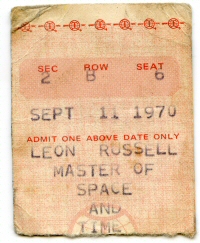 SEC ROW SEAT
2 B 6
SEPT 11 1970
ADMIT ONE ABOVE DATE ONLY
LEON RUSSELL
MASTER OF
SPACE
AND
TIME